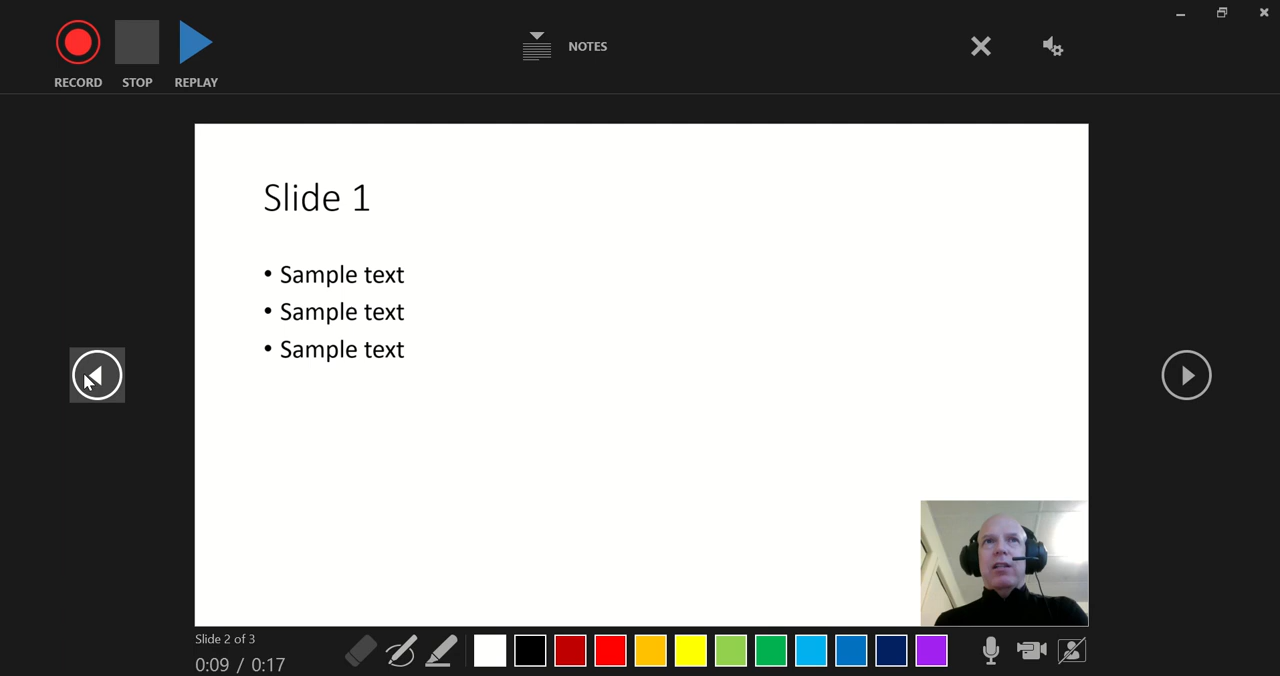 RECORD STOP REPLAY
NOTES
Slide 1
• Sample text
• Sample text
• Sample text
Slide 2 of 3
0:09 / 0:17